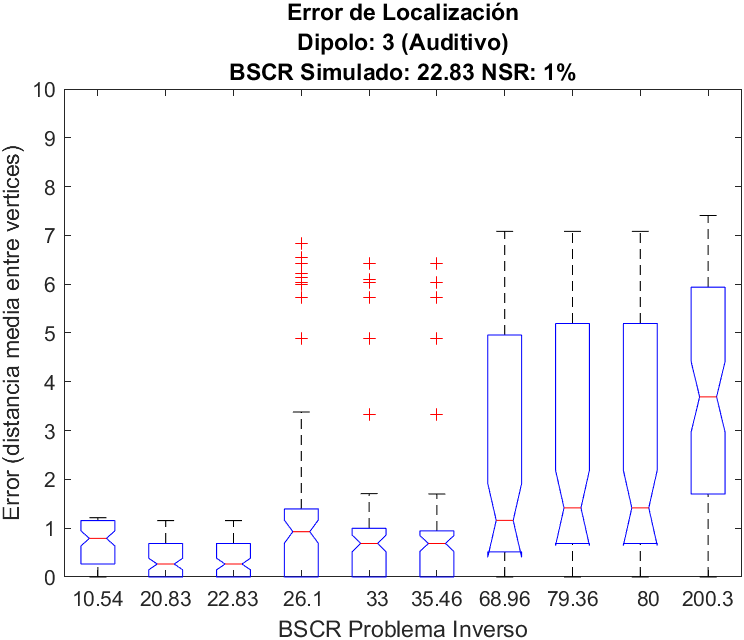 Error de Localización
Dipolo: 3 (Auditivo)
BSCR Simulado: 22.83 NSR: 1%
Error (distancia media entre vertices)
10
9
8
7
6
5
4
3
2
1
0
10.54 20.83 22.83 26.1 33 35.46 68.96 79.36 80 200.3
BSCR Problema Inverso